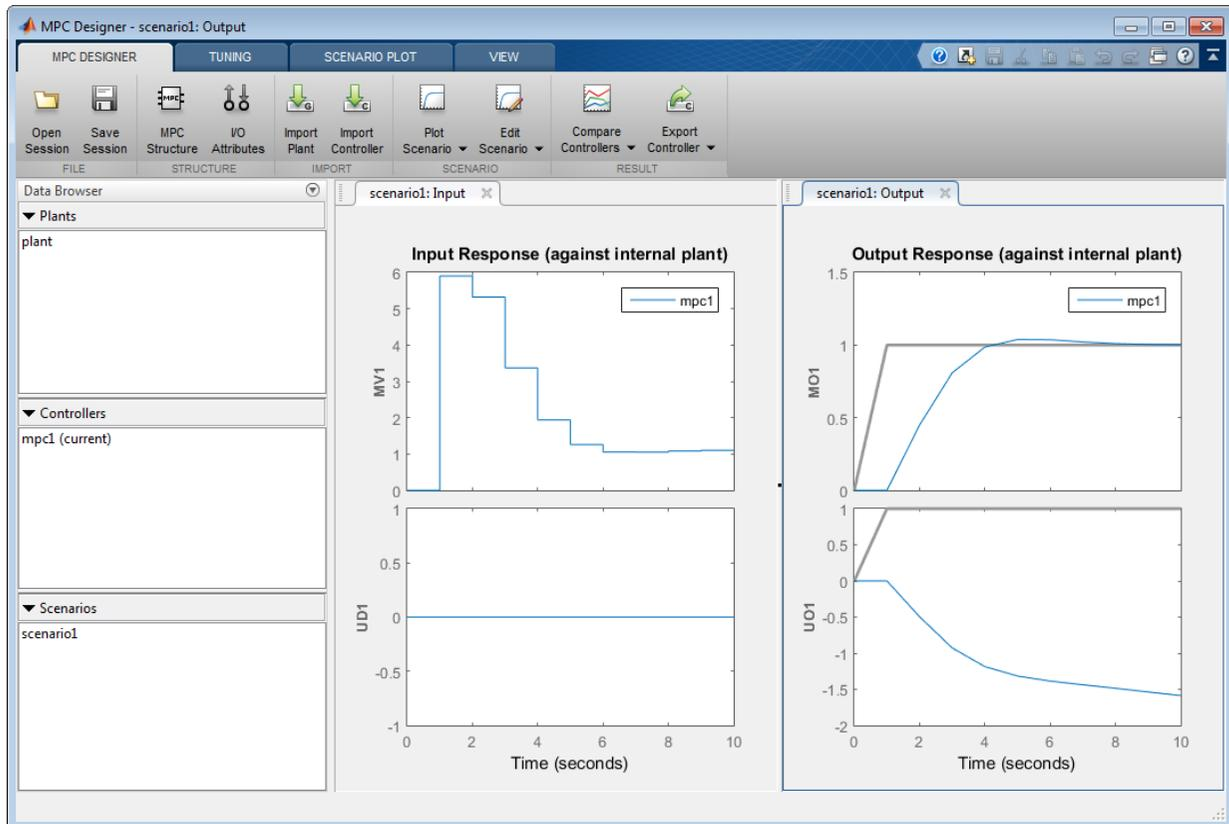 MPC Designer - scenario1: Output
MPC DESIGNER TUNING SCENARIO PLOT VIEW
Open Session
Save Session
MPC Structure
I/O Attributes
Import Plant
Import Controller
Plot Scenario
Edit Scenario
Compare Controllers
Export Controller
FILE STRUCTURE IMPORT SCENARIO RESULT
Data Browser
Plants
plant
Controllers
mpc1 (current)
Scenarios
scenario1
scenario1: Input
Input Response (against internal plant)
mpc1
6
5
4
3
2
1
0
MV1
1
0.5
0
-0.5
-1
UD1
0 2 4 6 8 10
Time (seconds)
scenario1: Output
Output Response (against internal plant)
mpc1
1.5
1
0.5
0
MO1
1
0.5
0
-0.5
-1
-1.5
-2
UO1
0 2 4 6 8 10
Time (seconds)